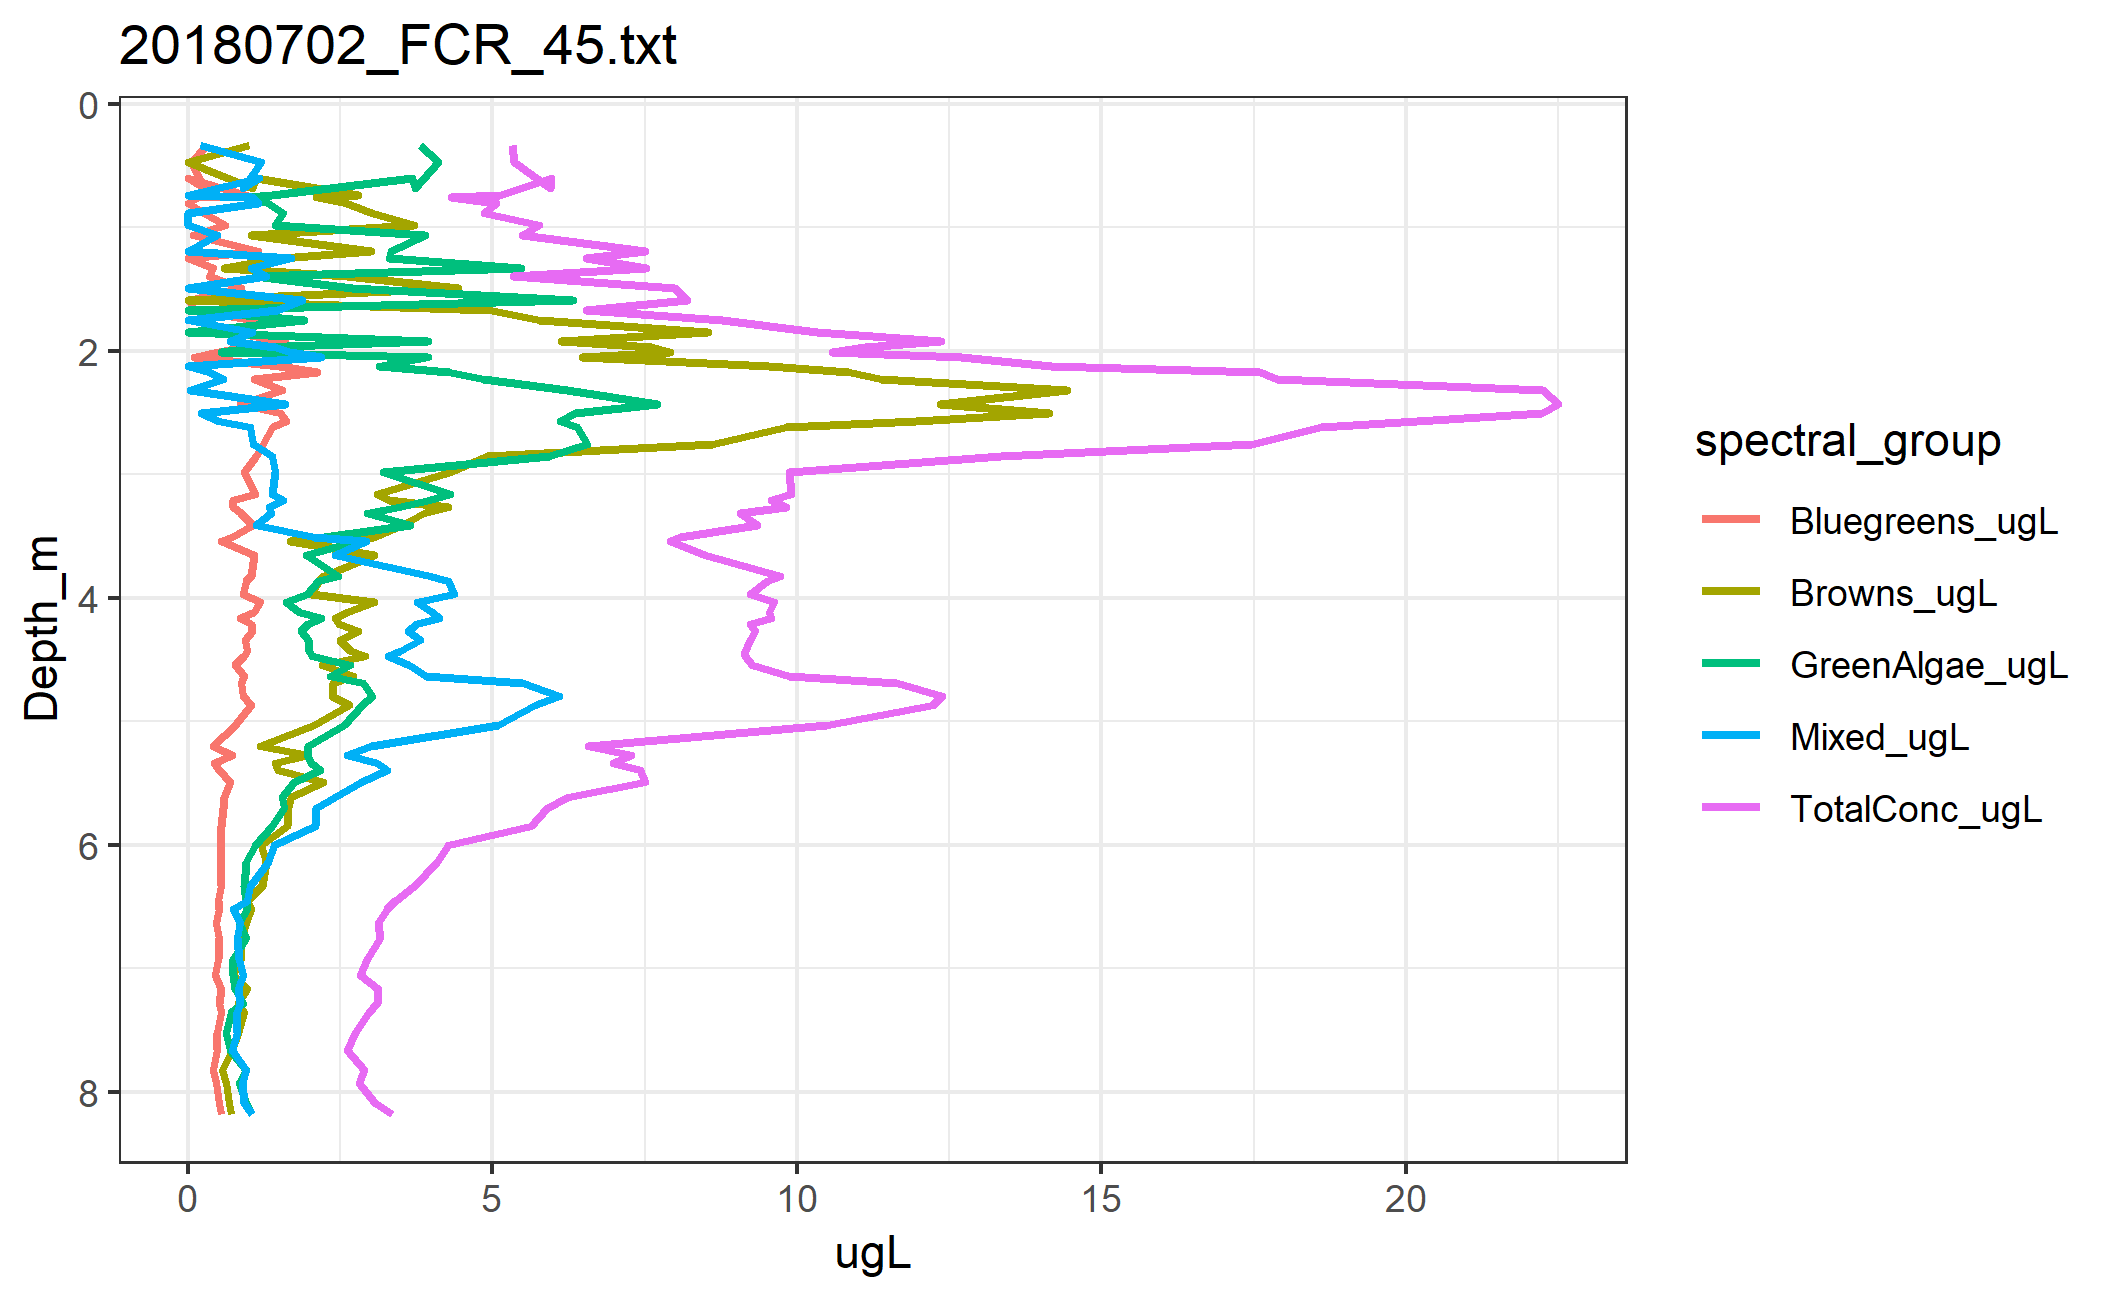 20180702_FCR_45.txt
0
2
4
6
8
Depth_m
0 5 10 15 20
ugL
spectral_group
Bluegreens_ugL
Browns_ugL
GreenAlgae_ugL
Mixed_ugL
TotalConc_ugL